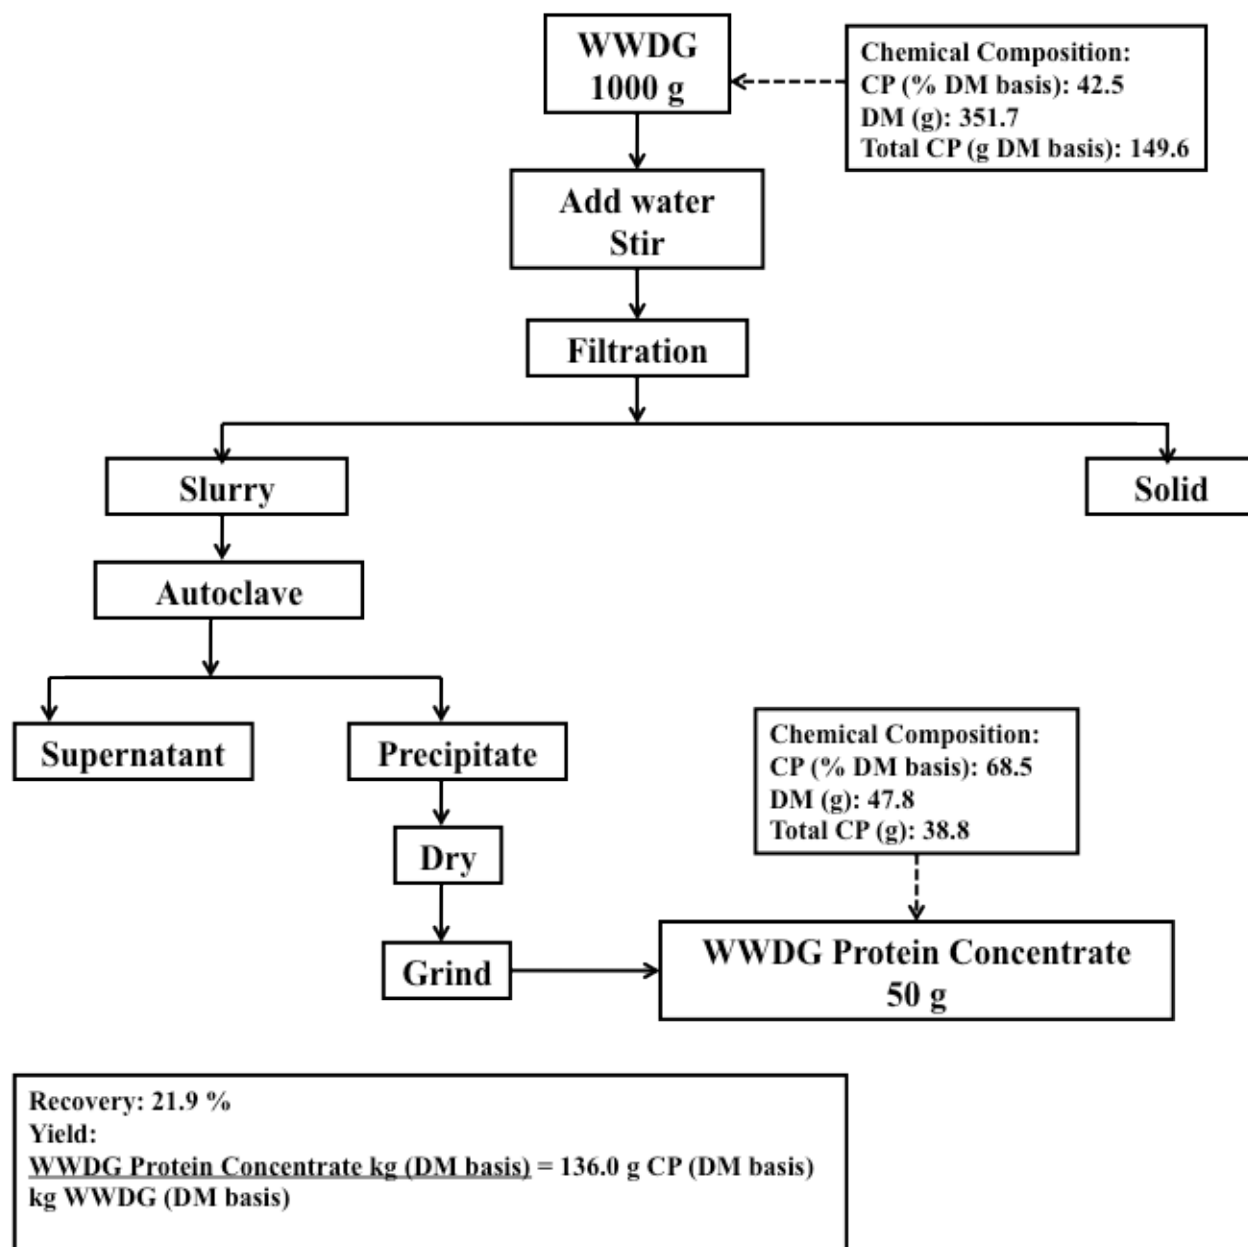 WWDG
1000 g
Chemical Composition:
CP (% DM basis): 42.5
DM (g): 351.7
Total CP (g DM basis): 149.6
Add water
Stir
Filtration
Slurry
Solid
Autoclave
Supernatant
Precipitate
Chemical Composition:
CP (% DM basis): 68.5
DM (g): 47.8
Total CP (g): 38.8
Dry
Grind
WWDG Protein Concentrate
50 g
Recovery: 21.9 %
Yield:
WWDG Protein Concentrate kg (DM basis) = 136.0 g CP (DM basis)
kg WWDG (DM basis)